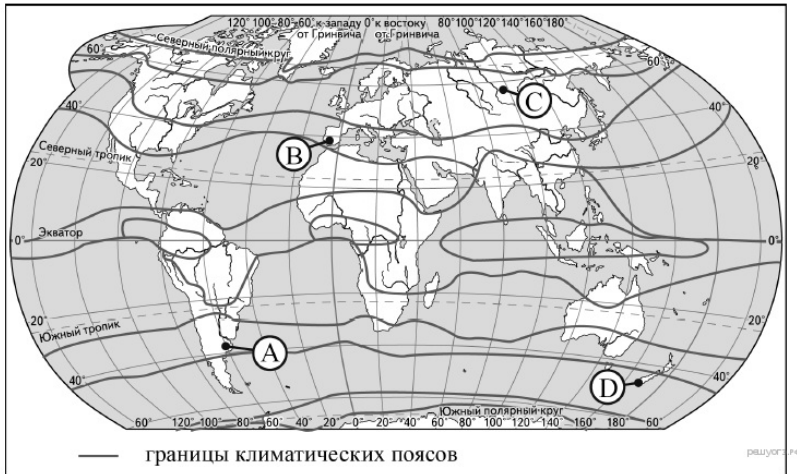 120° 100°80°60° к западу 0° к востоку 80°100°120°140°160°180°
от Гринвича от Гринвича
Северный полярный круг
60° 60°
40° 40°
Северный тропик
20° 20°
Экватор
0° 0°
20° 20°
Южный тропик
40° 40°
Южный полярный круг
60° 120° 100° 80° 60° 40° 20° 0° 20° 40° 60° 80° 100° 120° 140° 160° 60°
A
B
C
D
границы климатических поясов